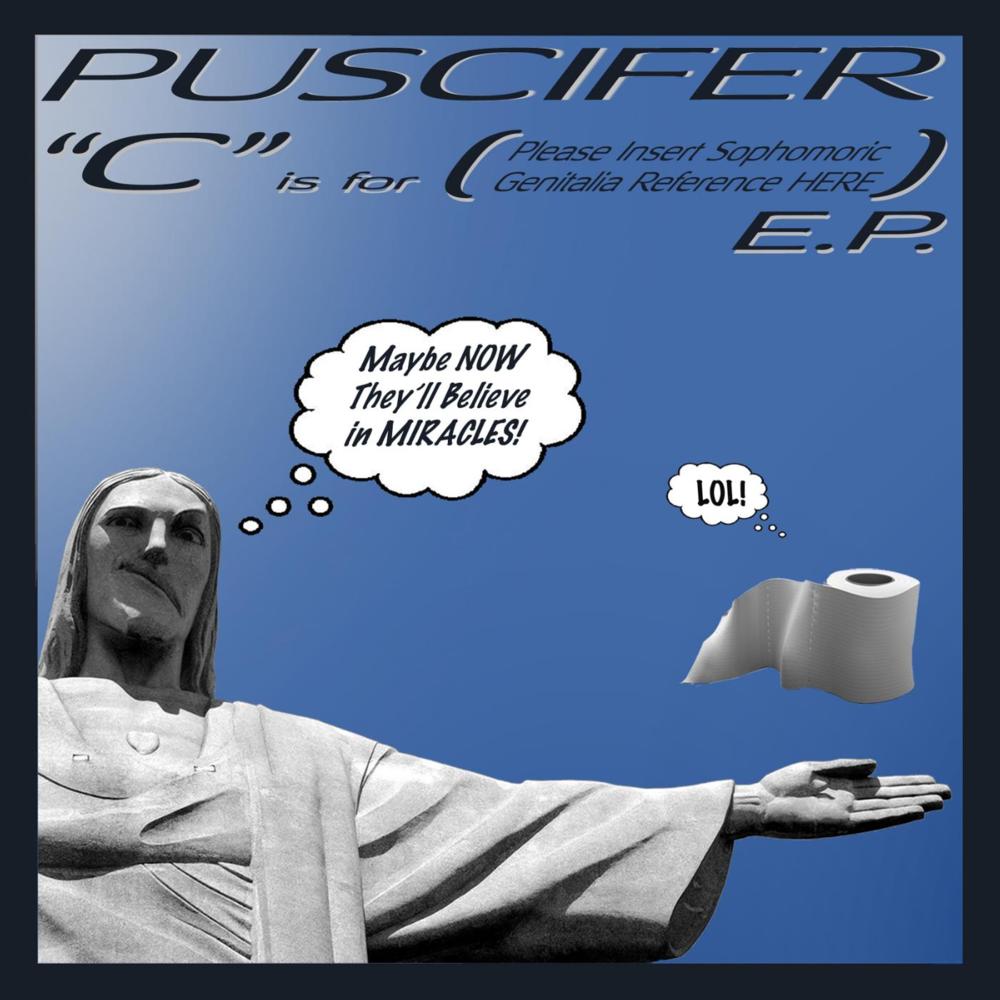 PUSCIFER
“C” is for (Please Insert Sophomoric
Genitalia Reference HERE)
E.P.
Maybe NOW
They'll Believe
in MIRACLES!
LOL!